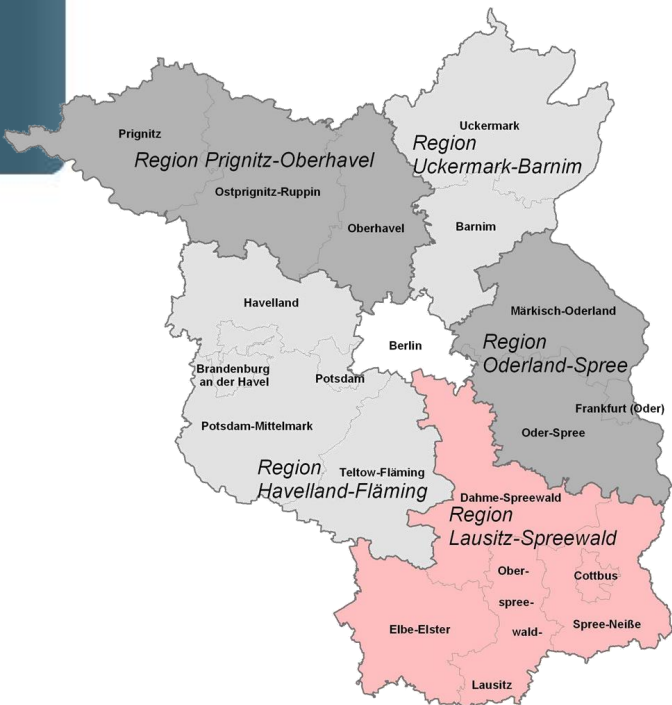 Uckermark
Prignitz
Region
Uckermark-Barnim
Region Prignitz-Oberhavel
Ostprignitz-Ruppin
Oberhavel
Barnim
Havelland
Märkisch-Oderland
Berlin
Region
Oderland-Spree
Brandenburg
an der Havel
Potsdam
Frankfurt (Oder)
Potsdam-Mittelmark
Oder-Spree
Region
Havelland-Fläming
Teltow-Fläming
Dahme-Spreewald
Region
Lausitz-Spreewald
Ober-
spree-
wald-
Lausitz
Cottbus
Elbe-Elster
Spree-Neiße